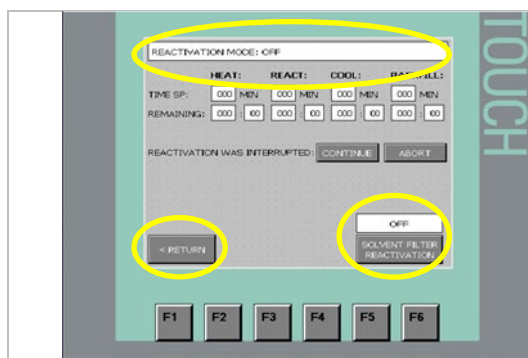 REACTIVATION MODE: OFF
HEAT: REACT: COOL: BACKFILL:
TIME SP: 000 MIN 000 MIN 000 MIN 000 MIN
REMAINING: 000 : 00 000 : 00 000 : 00 000 : 00
REACTIVATION WAS INTERRUPTED: CONTINUE ABORT
OFF
< RETURN
SOLVENT FILTER
REACTIVATION
F1 F2 F3 F4 F5 F6
TOUCH